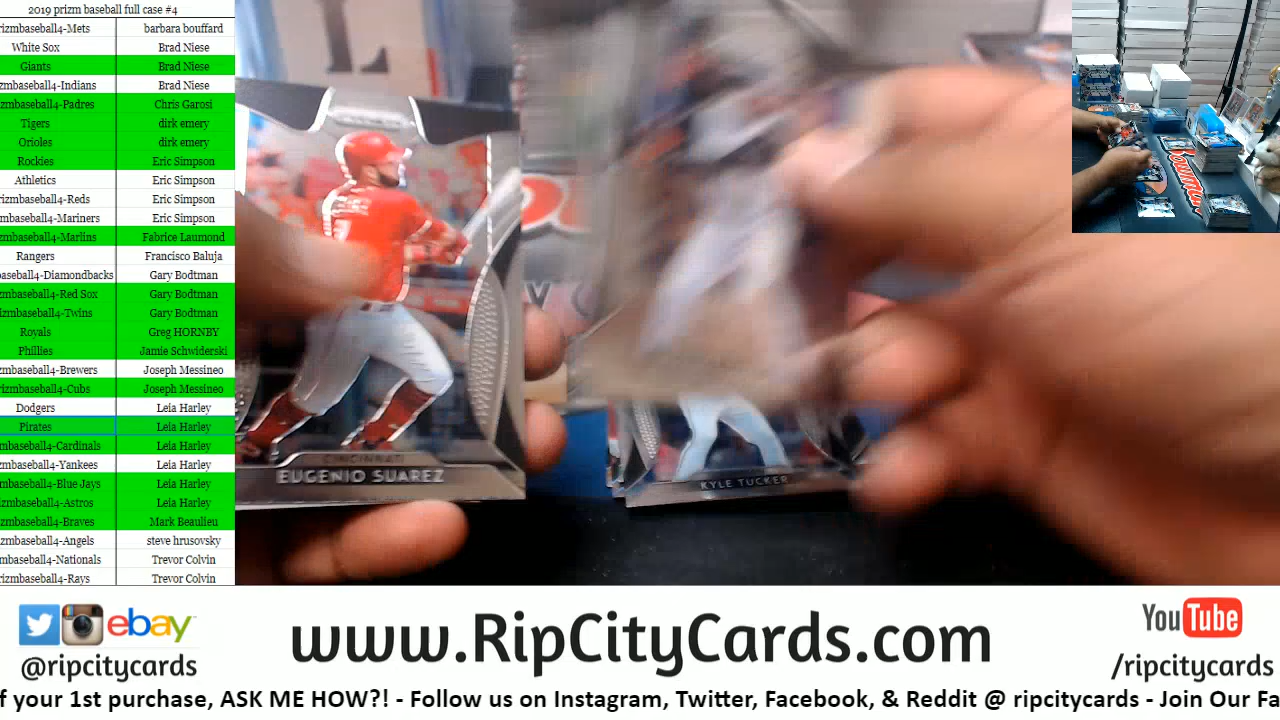 2019 prizm baseball full case #4
rizmbaseball4-Mets barbara bouffard
White Sox Brad Niese
Giants Brad Niese
zmbaseball4-Indians Brad Niese
zmbaseball4-Padres Chris Garosi
Tigers dirk emery
Orioles dirk emery
Rockies Eric Simpson
Athletics Eric Simpson
rizmbaseball4-Reds Eric Simpson
mbaseball4-Mariners Eric Simpson
zmbaseball4-Marlins Fabrice Laumond
Rangers Francisco Baluja
baseball4-Diamondbacks Gary Bodtman
zmbaseball4-Red Sox Gary Bodtman
izmbaseball4-Twins Gary Bodtman
Royals Greg HORNBY
Phillies Jamie Schwiderski
mbaseball4-Brewers Joseph Messineo
rizmbaseball4-Cubs Joseph Messineo
Dodgers Leia Harley
Pirates Leia Harley
mbaseball4-Cardinals Leia Harley
zmbaseball4-Yankees Leia Harley
mbaseball4-Blue Jays Leia Harley
zmbaseball4-Astros Leia Harley
zmbaseball4-Braves Mark Beaulieu
zmbaseball4-Angels steve hrusovsky
mbaseball4-Nationals Trevor Colvin
rizmbaseball4-Rays Trevor Colvin
CINCINNATI
EUGENIO SUAREZ
KYLE TUCKER
ebay
@ripcitycards
www.RipCityCards.com
YouTube
/ripcitycards
f your 1st purchase, ASK ME HOW?! - Follow us on Instagram, Twitter, Facebook, & Reddit @ ripcitycards - Join Our Fa